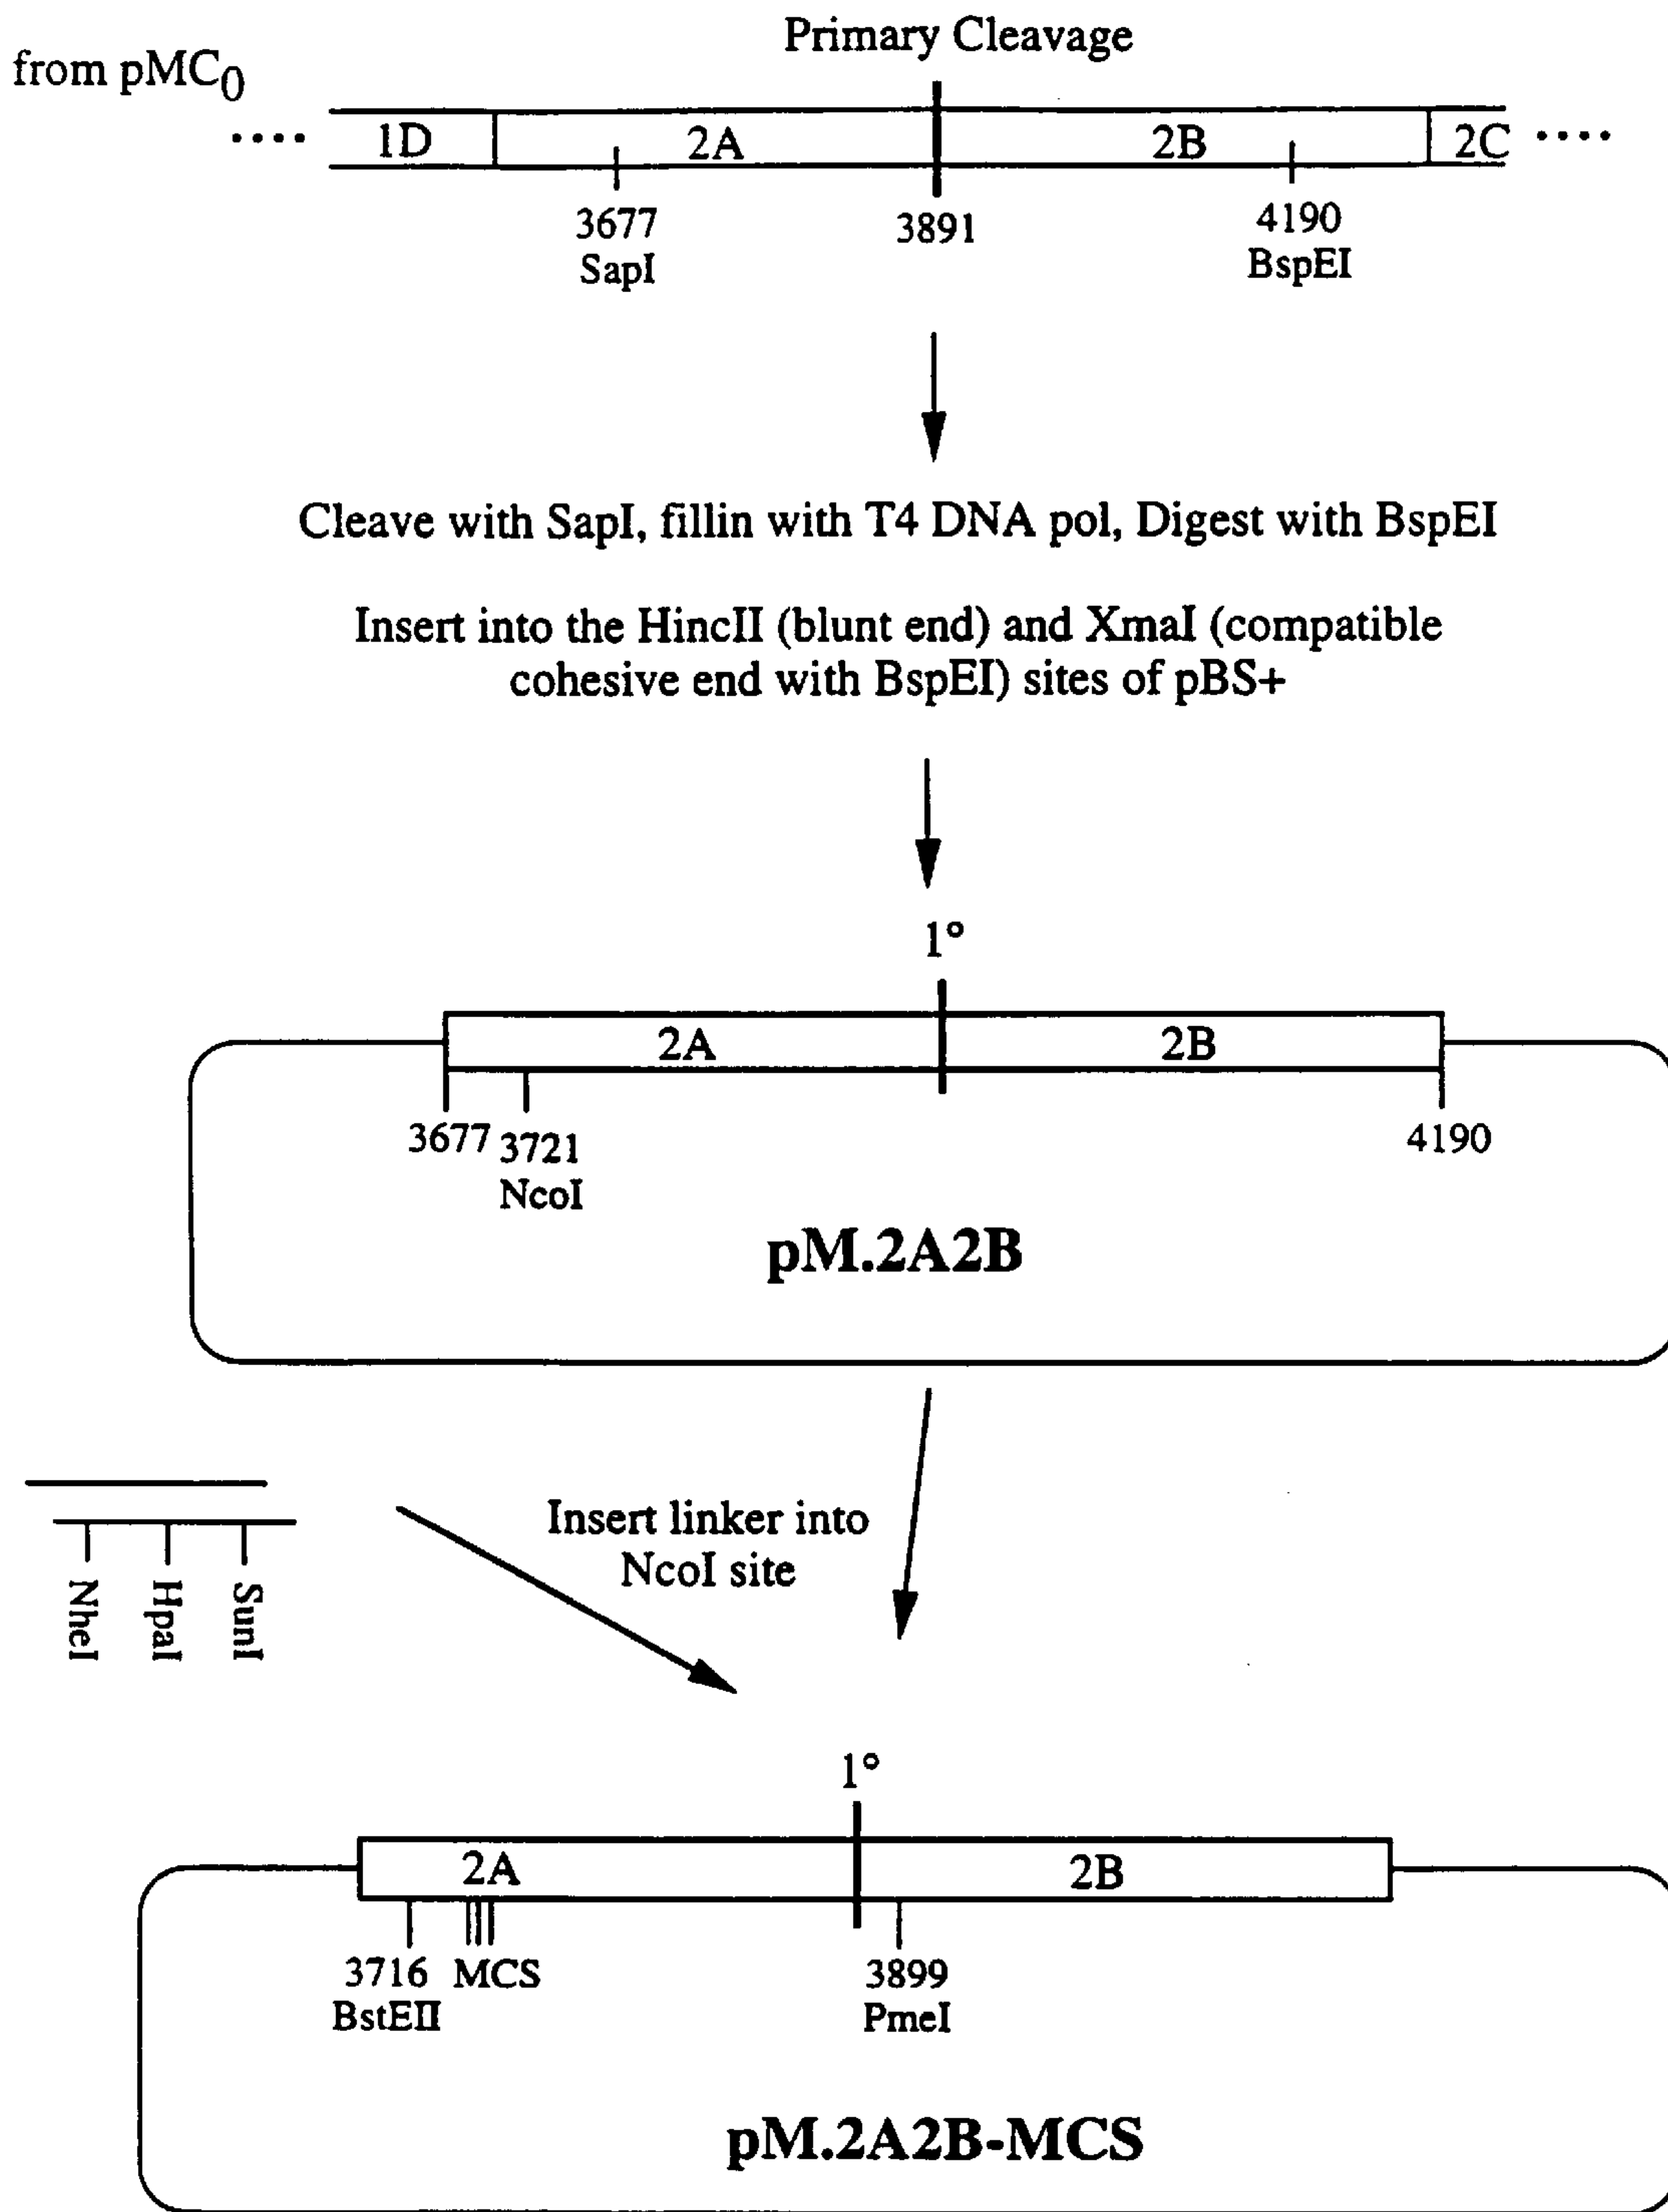 Primary Cleavage
from pMC0
.... 1D 2A 2B 2C ....
3677 3891 4190
SapI BspEI
Cleave with SapI, fillin with T4 DNA pol, Digest with BspEI
Insert into the HincII (blunt end) and XmaI (compatible
cohesive end with BspEI) sites of pBS+
1°
2A 2B
3677 3721 4190
NcoI
pM.2A2B
Insert linker into
NcoI site
NheI
HpaI
SunI
1°
2A 2B
3716 MCS 3899
BstEII PmeI
pM.2A2B-MCS